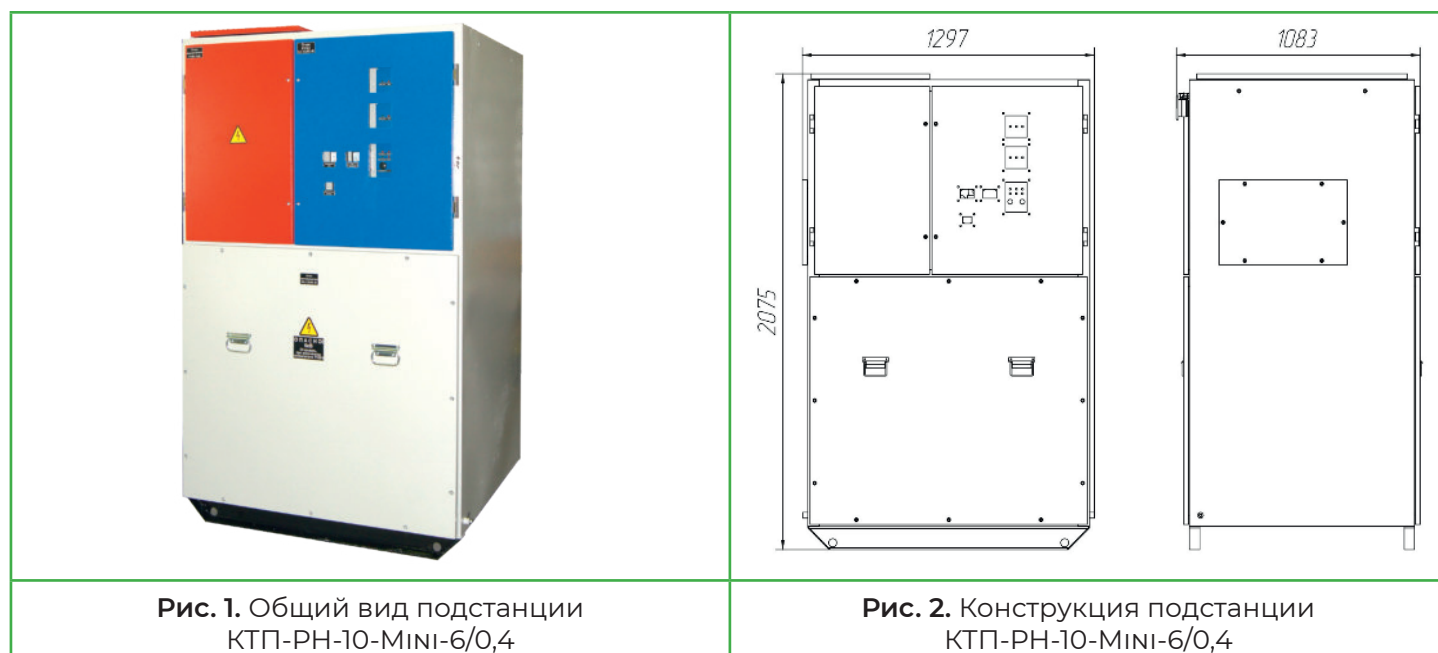 1297
1083
2075
Рис. 1. Общий вид подстанции
КТП-РН-10-Mini-6/0,4
Рис. 2. Конструкция подстанции
КТП-РН-10-Mini-6/0,4